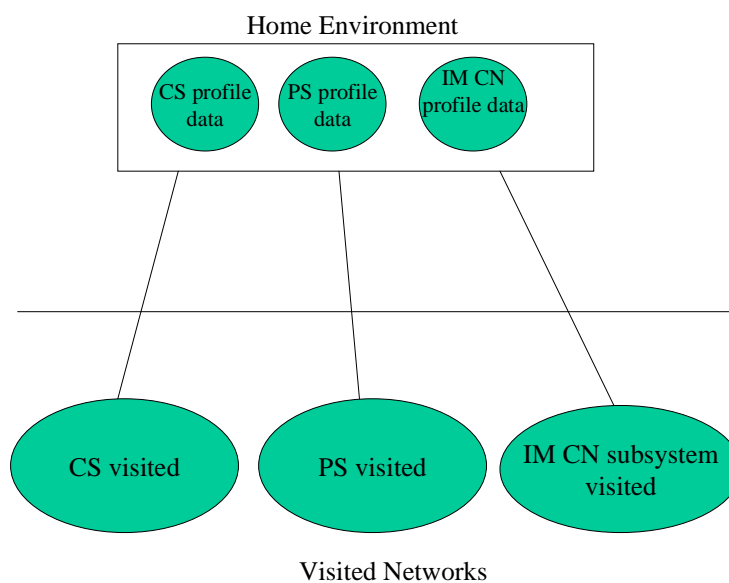 Home Environment
CS profile
data
PS profile
data
IM CN
profile data
CS visited
PS visited
IM CN subsystem
visited
Visited Networks